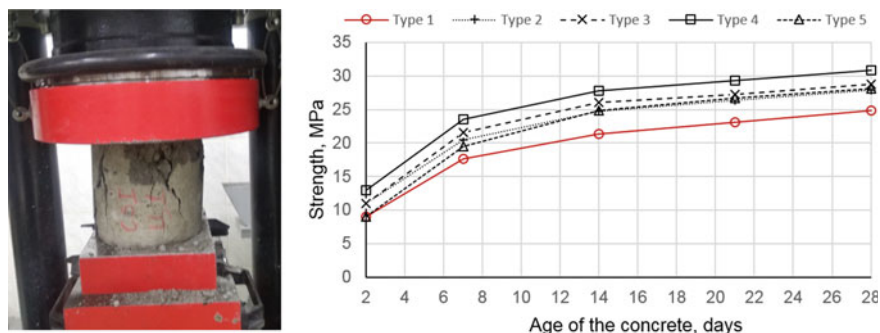 Type 1 Type 2 Type 3 Type 4 Type 5
35
30
25
20
15
10
5
0
Strength, MPa
2 4 6 8 10 12 14 16 18 20 22 24 26 28
Age of the concrete, days